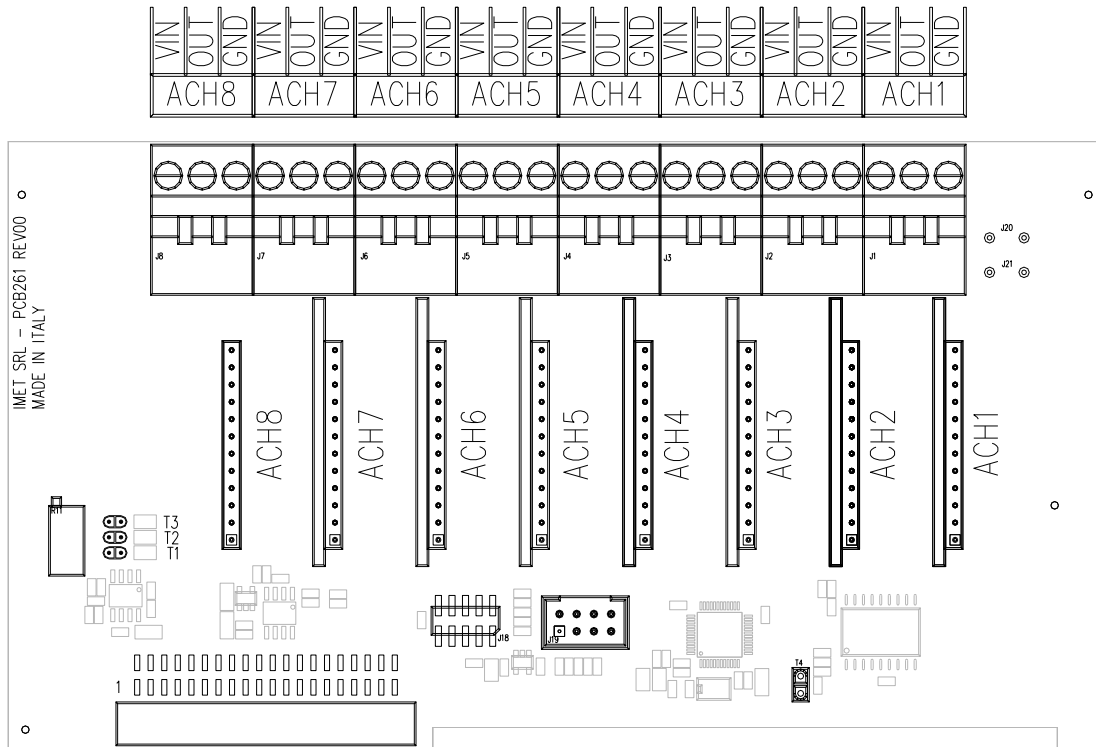 VIN OUT GND VIN OUT GND VIN OUT GND VIN OUT GND VIN OUT GND VIN OUT GND VIN OUT GND VIN OUT GND
ACH8 ACH7 ACH6 ACH5 ACH4 ACH3 ACH2 ACH1
J8 J7 J6 J5 J4 J3 J2 J1
J20
J21
IMET SRL - PCB261 REV00
MADE IN ITALY
ACH8 ACH7 ACH6 ACH5 ACH4 ACH3 ACH2 ACH1
R11
T3
T2
T1
J18
J19
T4
1